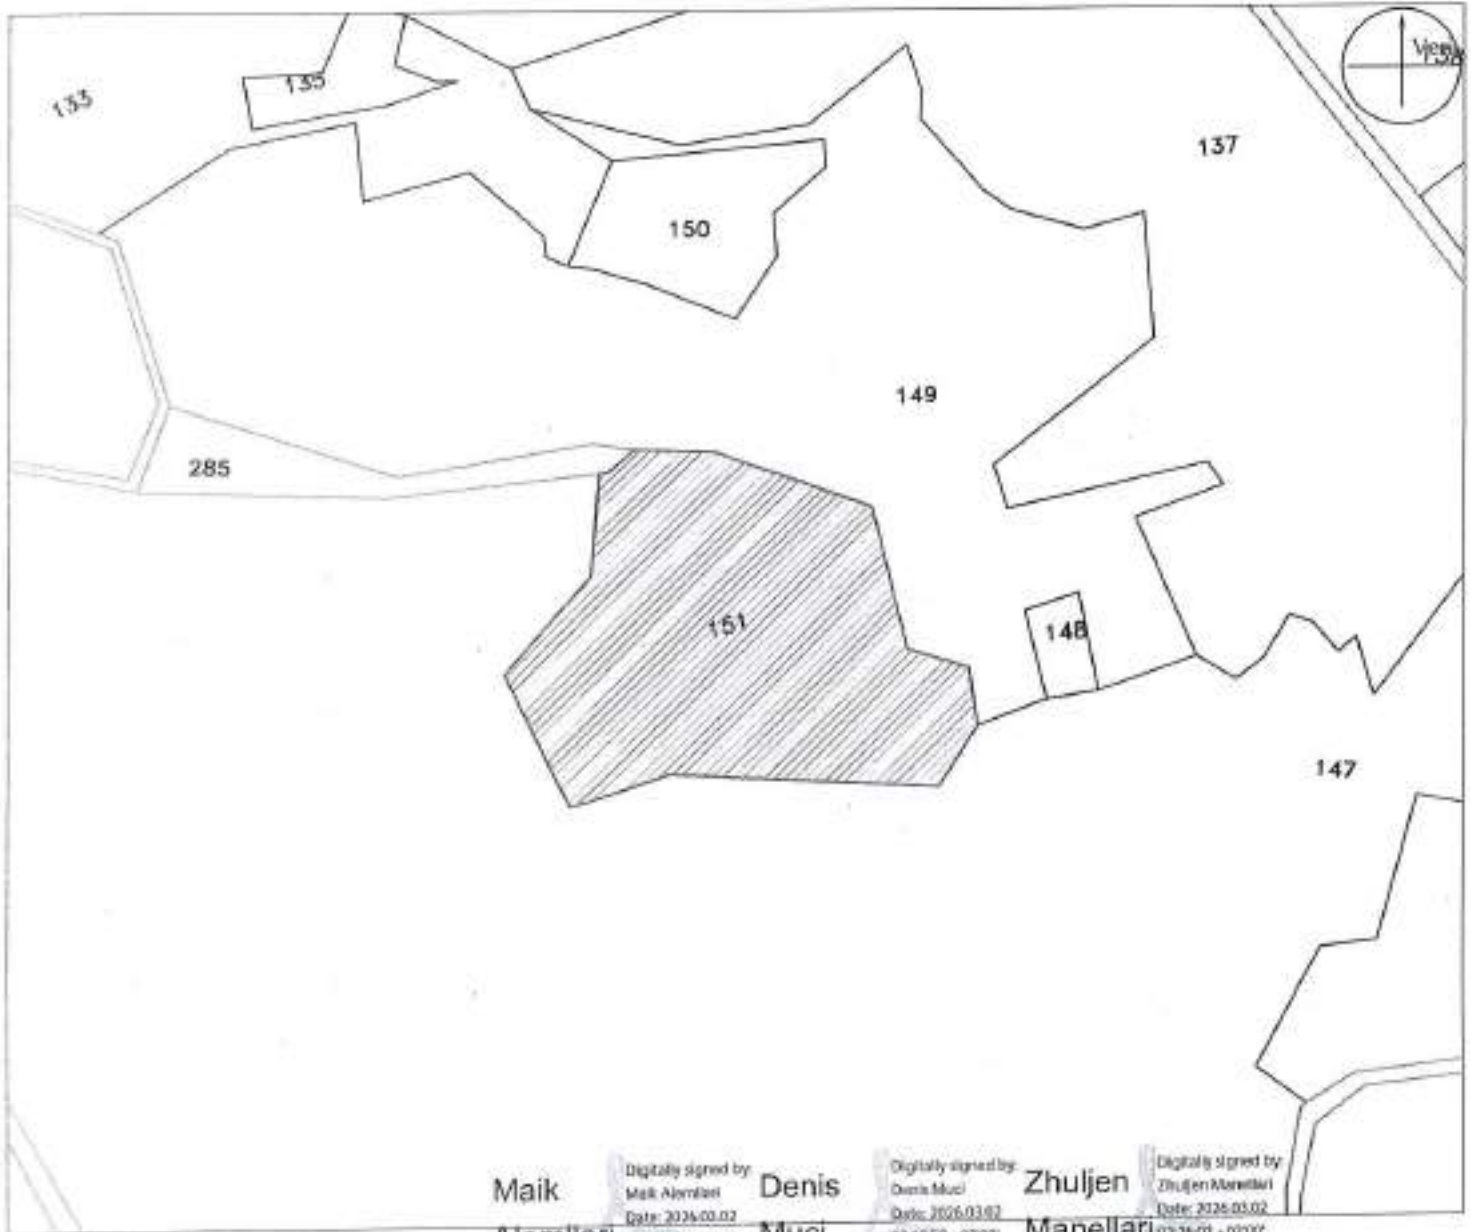 133
135
137
150
149
285
151
148
147
Maik
Digitally signed by:
Date: 2026.03.02
Denis
Muci
Digitally signed by:
Denis Muci
Date: 2026.03.02
Zhuljen
Manellari
Digitally signed by:
Zhuljen Manellari
Date: 2026.03.02